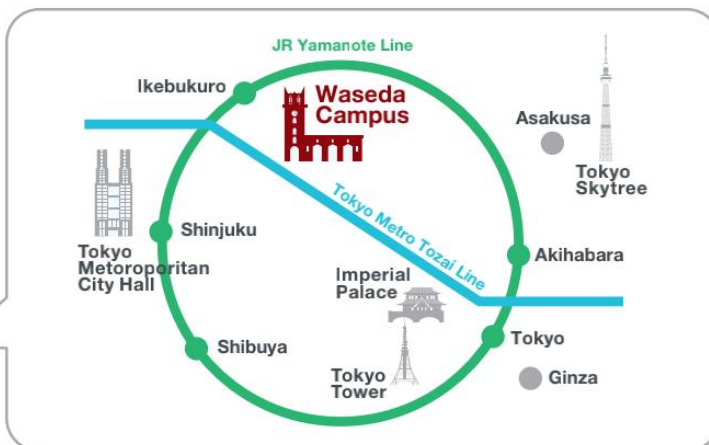 JR Yamanote Line
Ikebukuro
Waseda
Campus
Asakusa
Tokyo
Skytree
Shinjuku
Tokyo
Metoroporitan
City Hall
Tokyo Metro Tozai Line
Akihabara
Imperial
Palace
Shibuya
Tokyo
Tokyo
Tower
Ginza